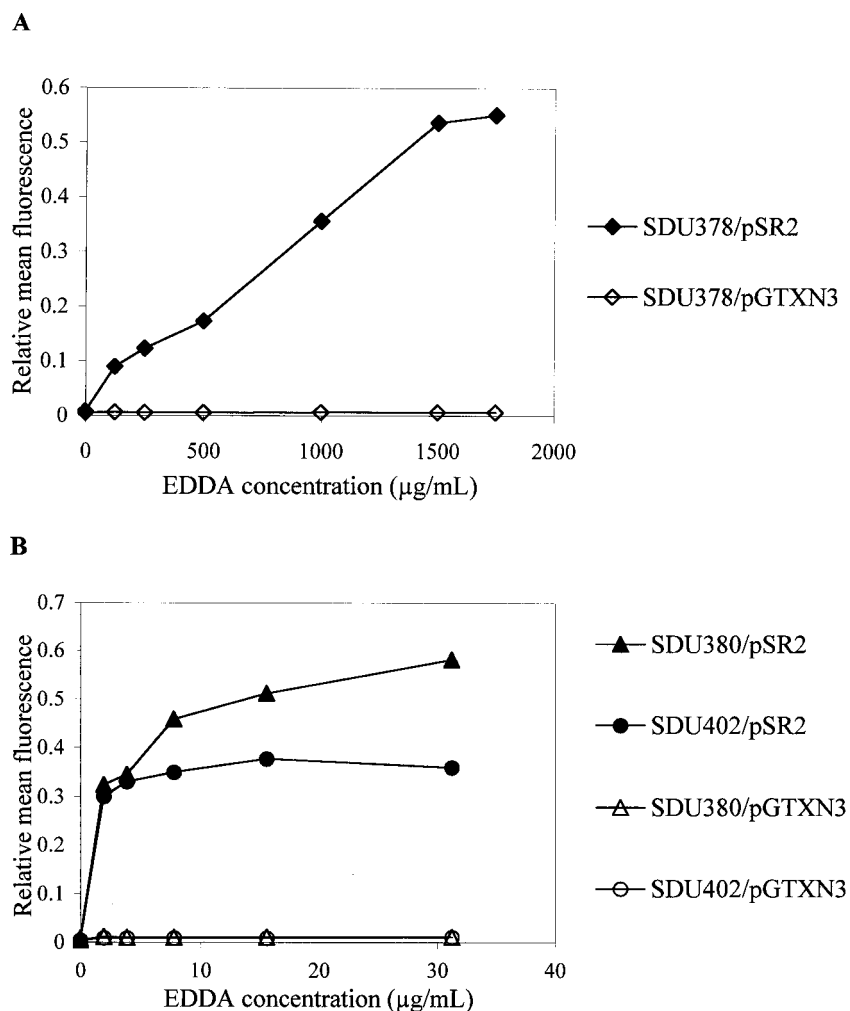 A
Relative mean fluorescence
0.6
0.5
0.4
0.3
0.2
0.1
0
0 500 1000 1500 2000
EDDA concentration (µg/mL)
SDU378/pSR2
SDU378/pGTXN3
B
Relative mean fluorescence
0.7
0.6
0.5
0.4
0.3
0.2
0.1
0
0 10 20 30 40
EDDA concentration (µg/mL)
SDU380/pSR2
SDU402/pSR2
SDU380/pGTXN3
SDU402/pGTXN3